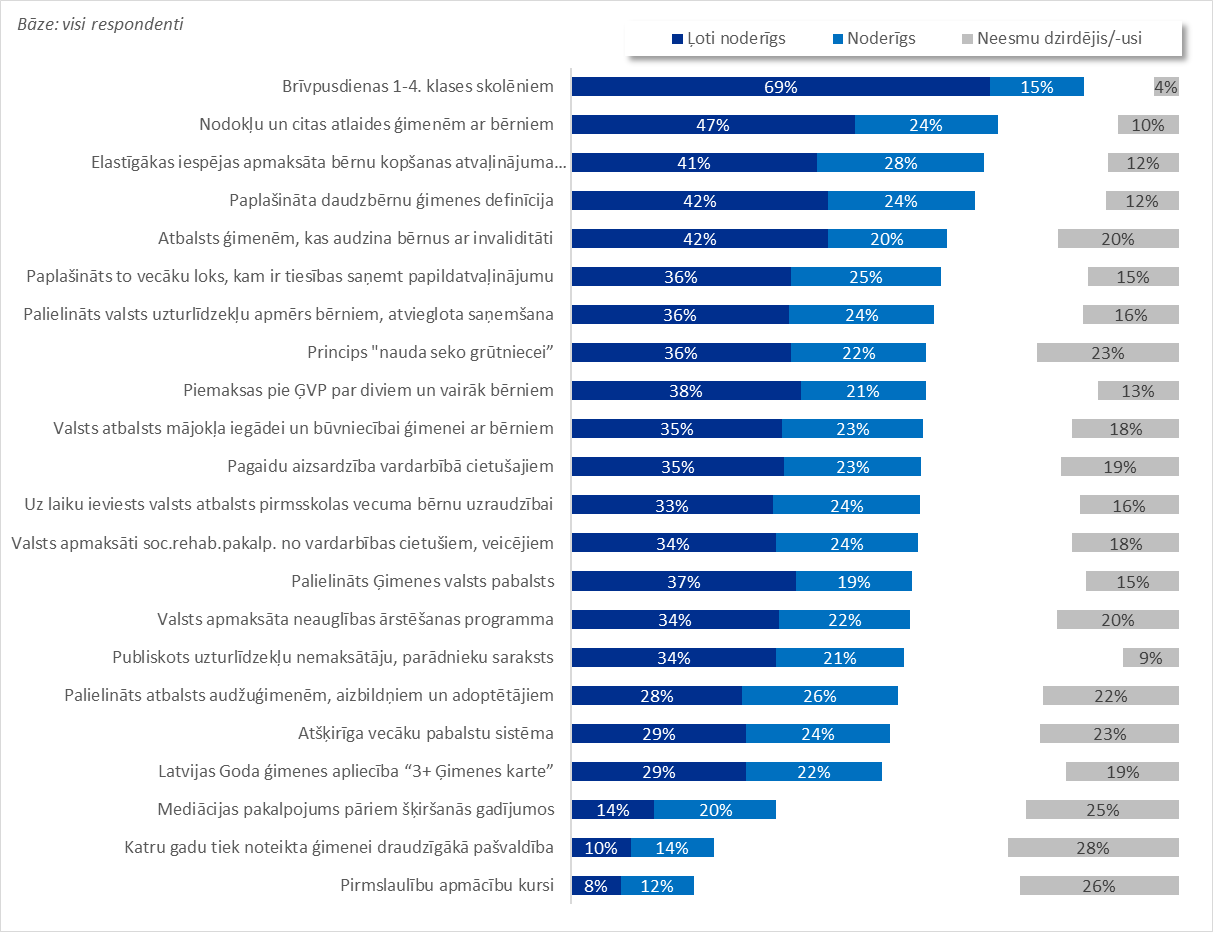 Bāze: visi respondenti
Ļoti noderīgs Noderīgs Neesmu dzirdējis/-usi
Brīvpusdienas 1-4. klases skolēniem 69% 15% 4%
Nodokļu un citas atlaides ģimenēm ar bērniem 47% 24% 10%
Elastīgākas iespējas apmaksāta bērnu kopšanas atvaļinājuma... 41% 28% 12%
Paplašināta daudzbērnu ģimenes definīcija 42% 24% 12%
Atbalsts ģimenēm, kas audzina bērnus ar invaliditāti 42% 20% 20%
Paplašināts to vecāku loks, kam ir tiesības saņemt papildatvaļinājumu 36% 25% 15%
Palielināts valsts uzturlīdzekļu apmērs bērniem, atvieglota saņemšana 36% 24% 16%
Princips "nauda seko grūtniecei” 36% 22% 23%
Piemaksas pie ĢVP par diviem un vairāk bērniem 38% 21% 13%
Valsts atbalsts mājokļa iegādei un būvniecībai ģimenei ar bērniem 35% 23% 18%
Pagaidu aizsardzība vardarbībā cietušajiem 35% 23% 19%
Uz laiku ieviests valsts atbalsts pirmsskolas vecuma bērnu uzraudzībai 33% 24% 16%
Valsts apmaksāti soc.rehab.pakalp. no vardarbības cietušiem, veicējiem 34% 24% 18%
Palielināts Ģimenes valsts pabalsts 37% 19% 15%
Valsts apmaksāta neauglības ārstēšanas programma 34% 22% 20%
Publiskots uzturlīdzekļu nemaksātāju, parādnieku saraksts 34% 21% 9%
Palielināts atbalsts audžuģimenēm, aizbildņiem un adoptētājiem 28% 26% 22%
Atšķirīga vecāku pabalstu sistēma 29% 24% 23%
Latvijas Goda ģimenes apliecība “3+ Ģimenes karte” 29% 22% 19%
Mediācijas pakalpojums pāriem šķiršanās gadījumos 14% 20% 25%
Katru gadu tiek noteikta ģimenei draudzīgākā pašvaldība 10% 14% 28%
Pirmslaulību apmācību kursi 8% 12% 26%